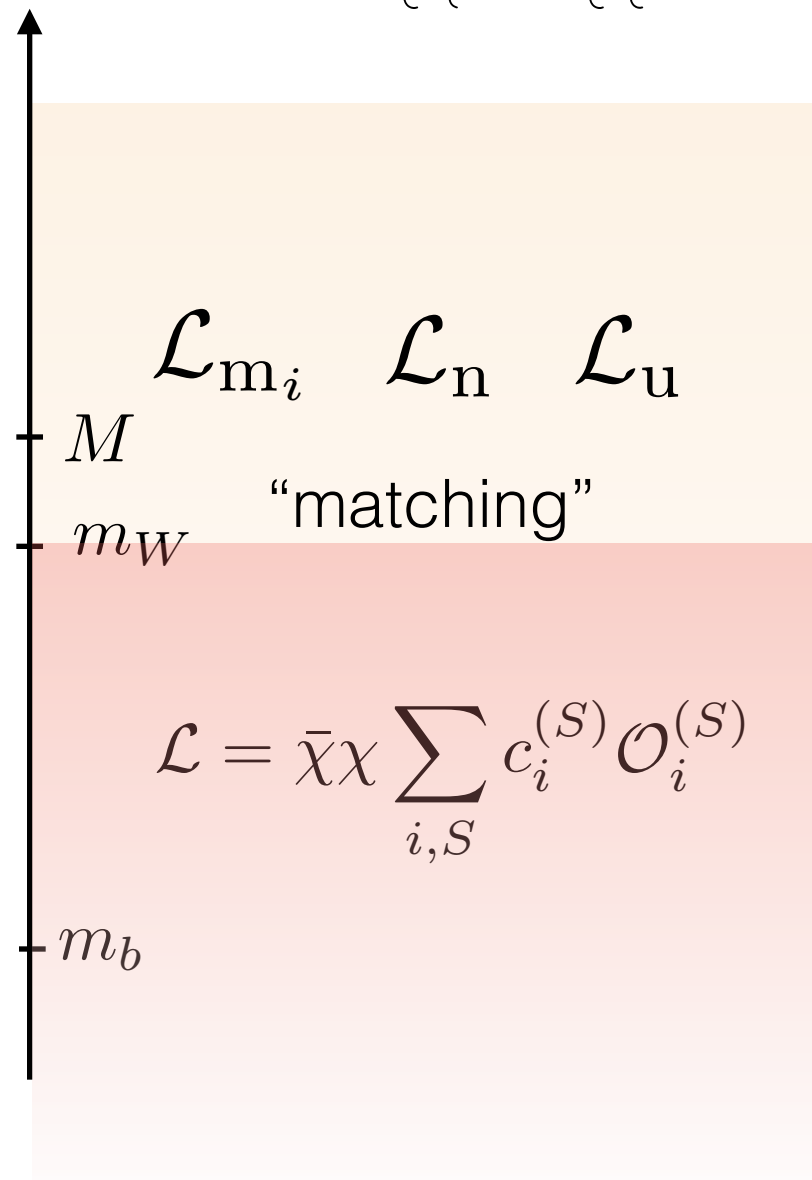 ℒ_{m_i} ℒ_n ℒ_u
M
“matching”
m_W
ℒ = χ̄χ ∑_{i,S} c_i^{(S)} 𝒪_i^{(S)}
m_b